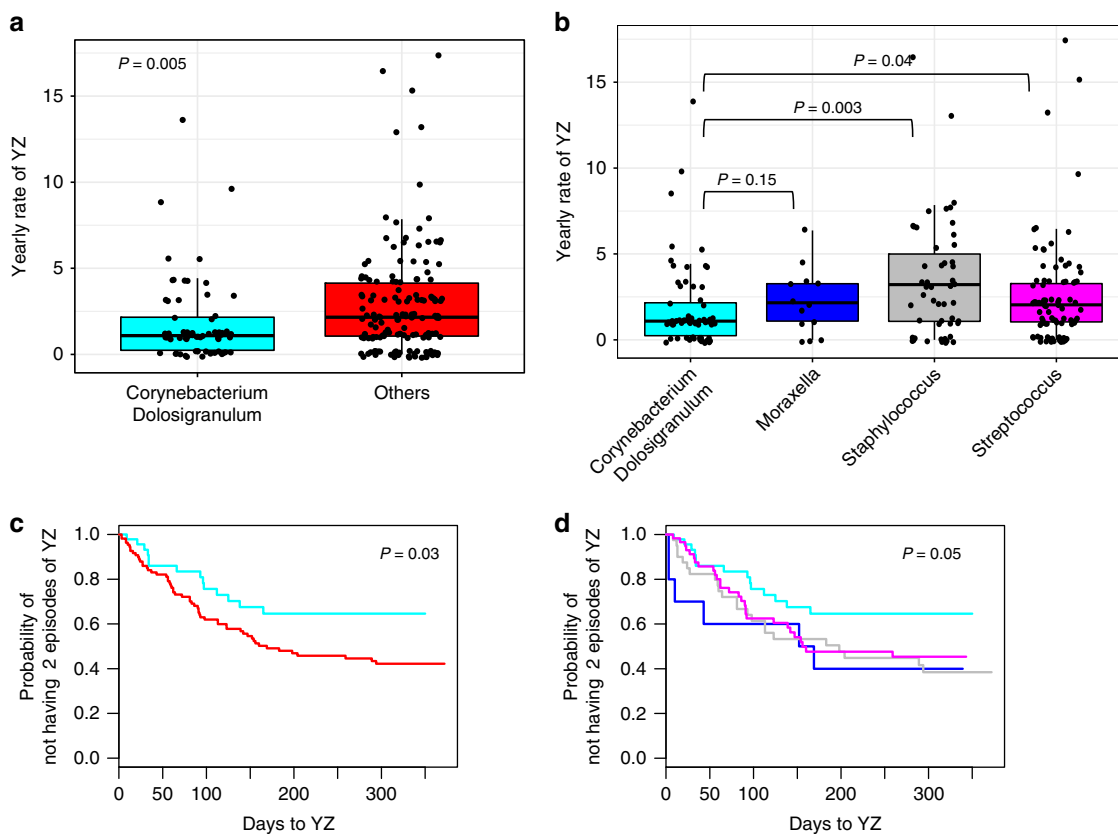 a
P = 0.005
Yearly rate of YZ
15
10
5
0
Corynebacterium
Dolosigranulum
Others
b
P = 0.04
P = 0.003
P = 0.15
Yearly rate of YZ
15
10
5
0
Corynebacterium
Dolosigranulum
Moraxella
Staphylococcus
Streptococcus
c
P = 0.03
Probability of
not having 2 episodes of YZ
1.0
0.8
0.6
0.4
0.2
0.0
0 50 100 200 300
Days to YZ
d
P = 0.05
Probability of
not having 2 episodes of YZ
1.0
0.8
0.6
0.4
0.2
0.0
0 50 100 200 300
Days to YZ